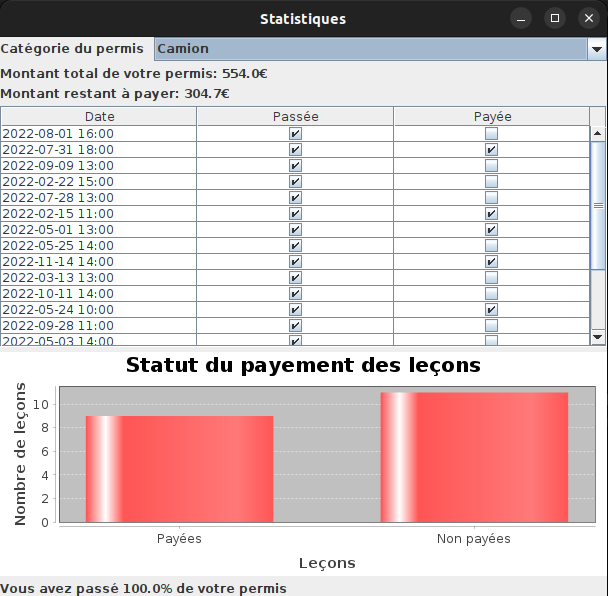 Statistiques
Catégorie du permis Camion
Montant total de votre permis: 554.0€
Montant restant à payer: 304.7€
Date Passée Payée
2022-08-01 16:00
2022-07-31 18:00
2022-09-09 13:00
2022-02-22 15:00
2022-07-28 13:00
2022-02-15 11:00
2022-05-01 13:00
2022-05-25 14:00
2022-11-14 14:00
2022-03-13 13:00
2022-10-11 14:00
2022-05-24 10:00
2022-09-28 11:00
2022-05-03 14:00
Statut du payement des leçons
Nombre de leçons
10
8
6
4
2
0
Payées Non payées
Leçons
Vous avez passé 100.0% de votre permis